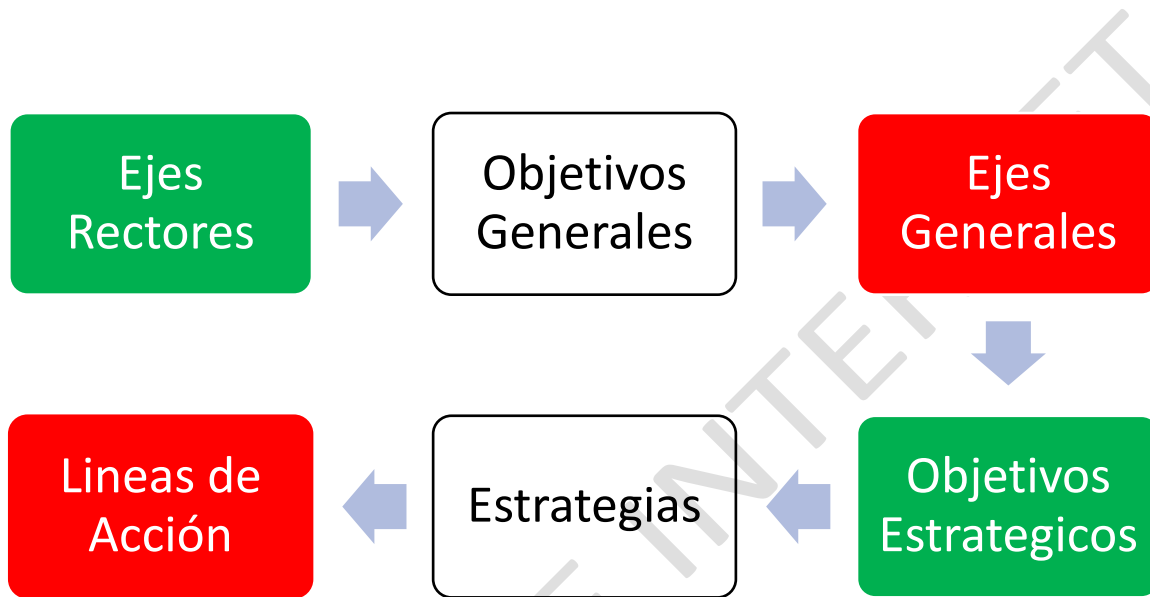 Ejes
Rectores
Objetivos
Generales
Ejes
Generales
Lineas de
Acción
Estrategias
Objetivos
Estrategicos